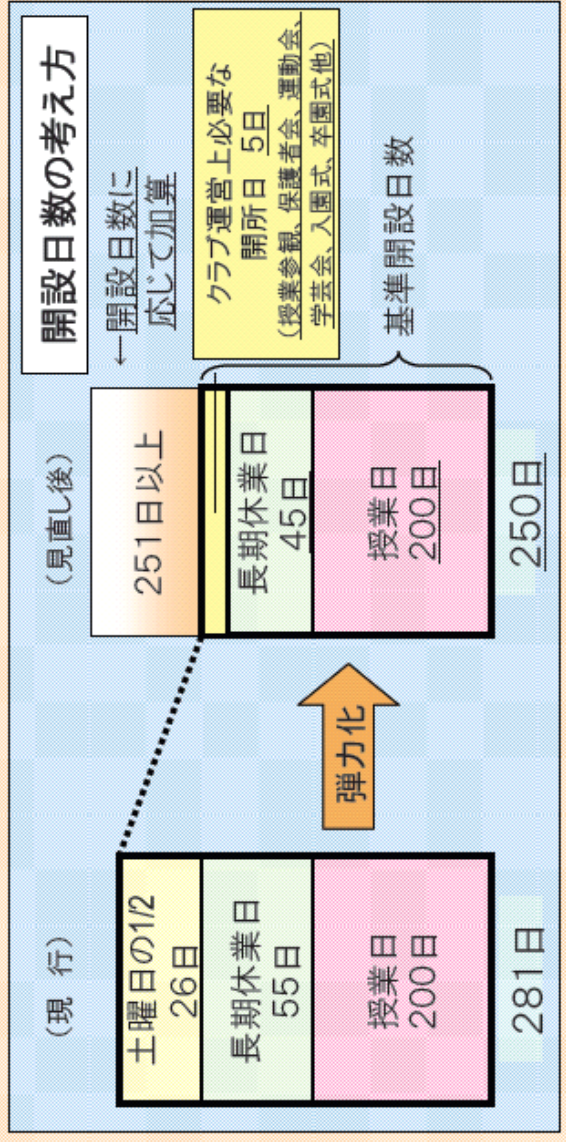 開設日数の考え方
(現 行)
土曜日の1/2
26日
長期休業日
55日
授業日
200日
281日
弾力化
(見直し後)
251日以上
長期休業日
45日
授業日
200日
250日
←開設日数に
応じて加算
クラブ運営上必要な
開所日 5日
(授業参観、保護者会、運動会、
学芸会、入園式、卒園式他)
基準開設日数